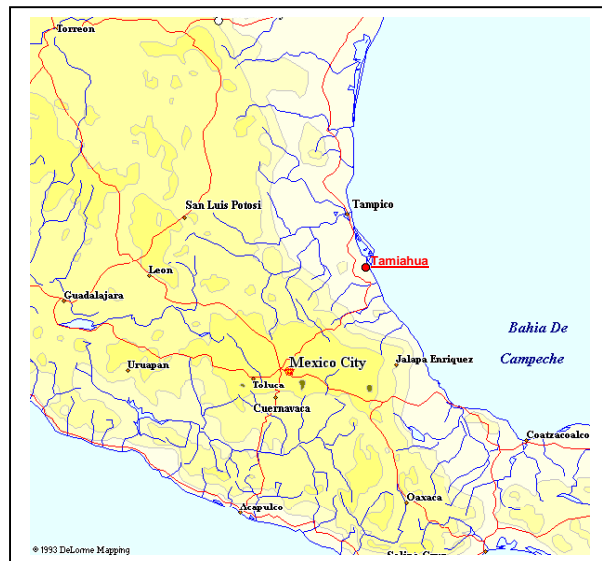 Torreon
San Luis Potosi
Tampico
Tamiahua
Leon
Guadalajara
Bahia De
Campeche
Mexico City
Jalapa Enriquez
Uruapan
Toluca
Cuernavaca
Coatzacoalco
Oaxaca
Acapulco
© 1993 DeLorme Mapping